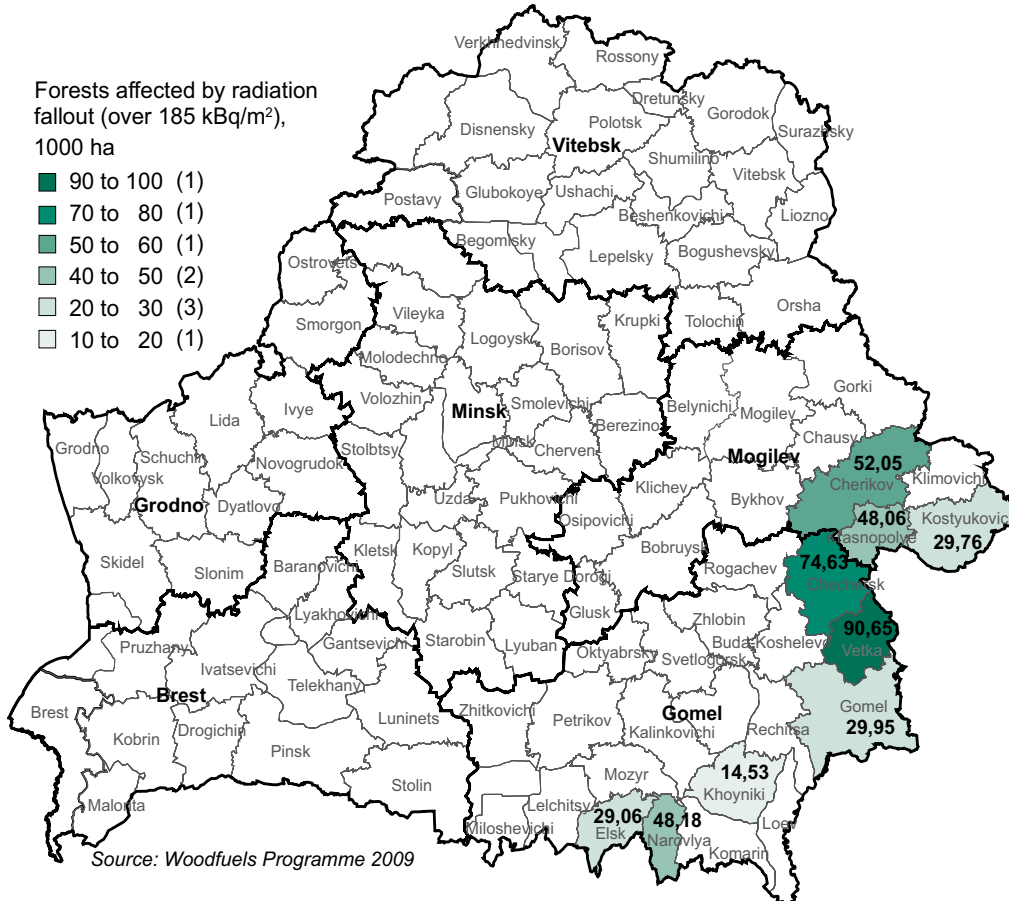 Forests affected by radiation
fallout (over 185 kBq/m²),
1000 ha
90 to 100 (1)
70 to 80 (1)
50 to 60 (1)
40 to 50 (2)
20 to 30 (3)
10 to 20 (1)
Verkhnedvinsk
Rossony
Dretunsky
Gorodok
Disnensky
Polotsk
Surazhsky
Vitebsk
Shumilino
Vitebsk
Postavy
Glubokoye
Ushachi
Beshenkovichi
Liozno
Begomisky
Lepelsky
Bogushevsky
Ostrovets
Orsha
Smorgon
Vileyka
Logoysk
Krupki
Tolochin
Borisov
Molodechno
Gorki
Volozhin
Ivye
Lida
Minsk
Smolevichi
Belynichi
Mogilev
Grodno
Schuchin
Stolbtsy
Minsk
Cherven
Berezino
Chausy
Mogilev
52,05
Cherikov
Klimovichi
Volkovysk
Novogrudok
Grodno
Dyatlovo
Uzda
Pukhovichi
Klichev
Bykhov
48,06
Krasnopolye
Kostyukovic
29,76
Osipovichi
Skidel
Slonim
Baranovichi
Kletsk
Kopyl
Slutsk
Starye Dorogi
Bobruysk
Rogachev
74,63
Chechersk
Glusk
Lyakhovichi
Zhlobin
Pruzhany
Gantsevichi
Starobin
Lyuban
Oktyabrsky
Buda-Koshelevo
90,65
Vetka
Ivatsevichi
Svetlogorsk
Brest
Telekhany
Brest
Zhitkovichi
Gomel
Gomel
29,95
Luninets
Petrikov
Kalinkovichi
Rechitsa
Kobrin
Drogichin
Pinsk
Stolin
Mozyr
14,53
Khoyniki
Malorita
Lelchitsy
Miloshevichi
29,06
Elsk
48,18
Narovlya
Loev
Komarin
Source: Woodfuels Programme 2009